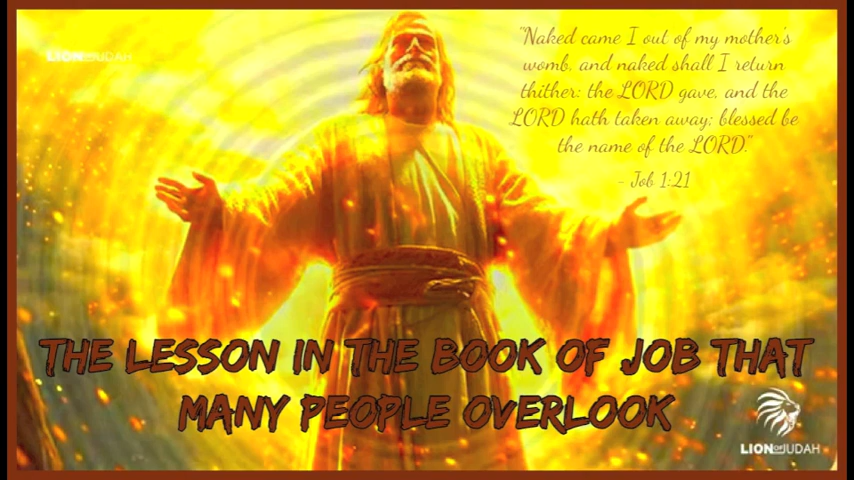 LION OF JUDAH
"Naked came I out of my mother's
womb, and naked shall I return
thither: the LORD gave, and the
LORD hath taken away; blessed be
the name of the LORD."
- Job 1:21
THE LESSON IN THE BOOK OF JOB THAT
MANY PEOPLE OVERLOOK
LION OF JUDAH